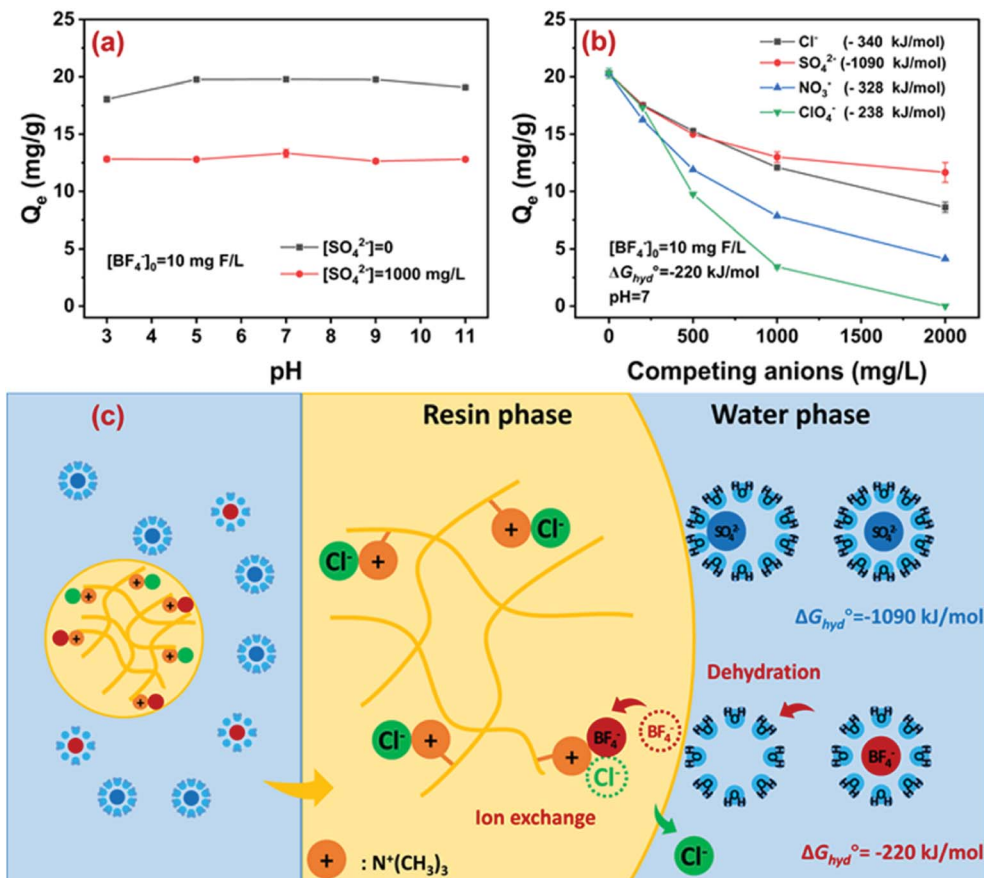 (a)
25
20
15
10
5
0
Qe (mg/g)
[BF₄⁻]₀=10 mg F/L
[SO₄²⁻]=0
[SO₄²⁻]=1000 mg/L
3 4 5 6 7 8 9 10 11
pH
(b)
25
20
15
10
5
0
Qe (mg/g)
Cl⁻ (- 340 kJ/mol)
SO₄²⁻ (-1090 kJ/mol)
NO₃⁻ (- 328 kJ/mol)
ClO₄⁻ (- 238 kJ/mol)
[BF₄⁻]₀=10 mg F/L
ΔG_hyd°=-220 kJ/mol
pH=7
0 500 1000 1500 2000
Competing anions (mg/L)
(c)
Resin phase
Water phase
+ Cl⁻
Cl⁻ +
SO₄²⁻
SO₄²⁻
ΔG_hyd°=-1090 kJ/mol
Dehydration
Cl⁻ +
BF₄⁻
BF₄⁻
+
Cl⁻
BF₄⁻
Ion exchange
Cl⁻
ΔG_hyd°= -220 kJ/mol
+ : N⁺(CH₃)₃